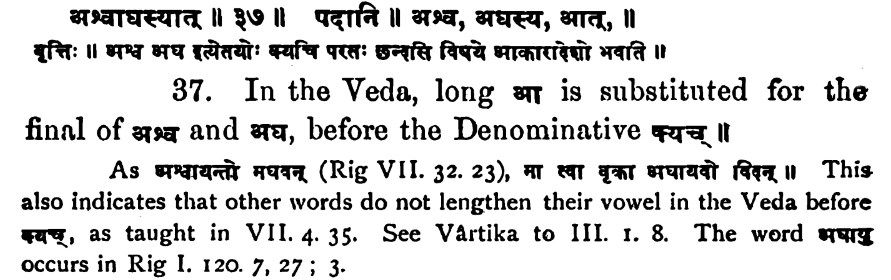 अश्वाघस्यात् ॥ ३७ ॥ पदानि ॥ अश्व, अघस्य, आत्, ॥
वृत्तिः ॥ अश्व अघ इत्येतयोः क्यचि परतः छन्दसि विषये आकारादेशो भवति ॥
37. In the Veda, long आ is substituted for the
final of अश्व and अघ, before the Denominative क्यच् ॥
As अश्वायन्तो मघवन् (Rig VII. 32. 23), मा त्वा वृका अघायवो विदन् ॥ This
also indicates that other words do not lengthen their vowel in the Veda before
क्यच्, as taught in VII. 4. 35. See Vârtika to III. 1. 8. The word अघायु
occurs in Rig I. 120. 7, 27 ; 3.